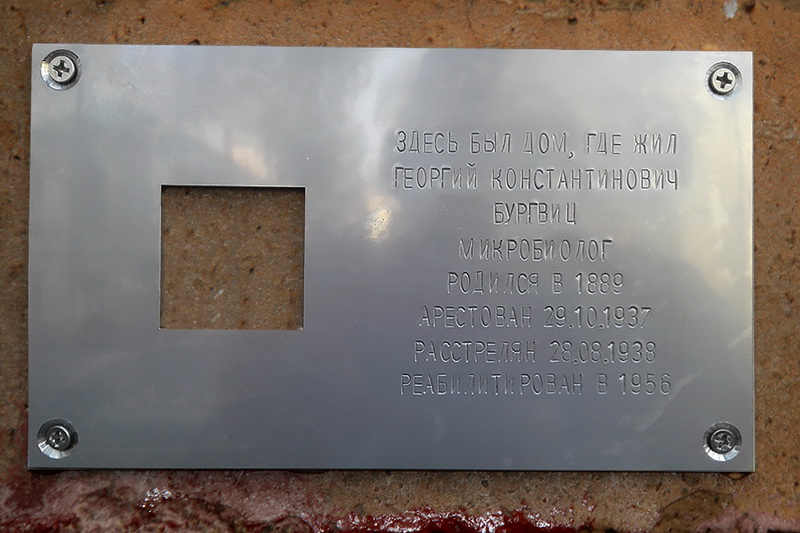 ЗДЕСЬ БЫЛ ДОМ, ГДЕ ЖИЛ
ГЕОРГИЙ КОНСТАНТИНОВИЧ
БУРГВИЦ
МИКРОБИОЛОГ
РОДИЛСЯ В 1889
АРЕСТОВАН 29.10.1937
РАССТРЕЛЯН 28.08.1938
РЕАБИЛИТИРОВАН В 1956